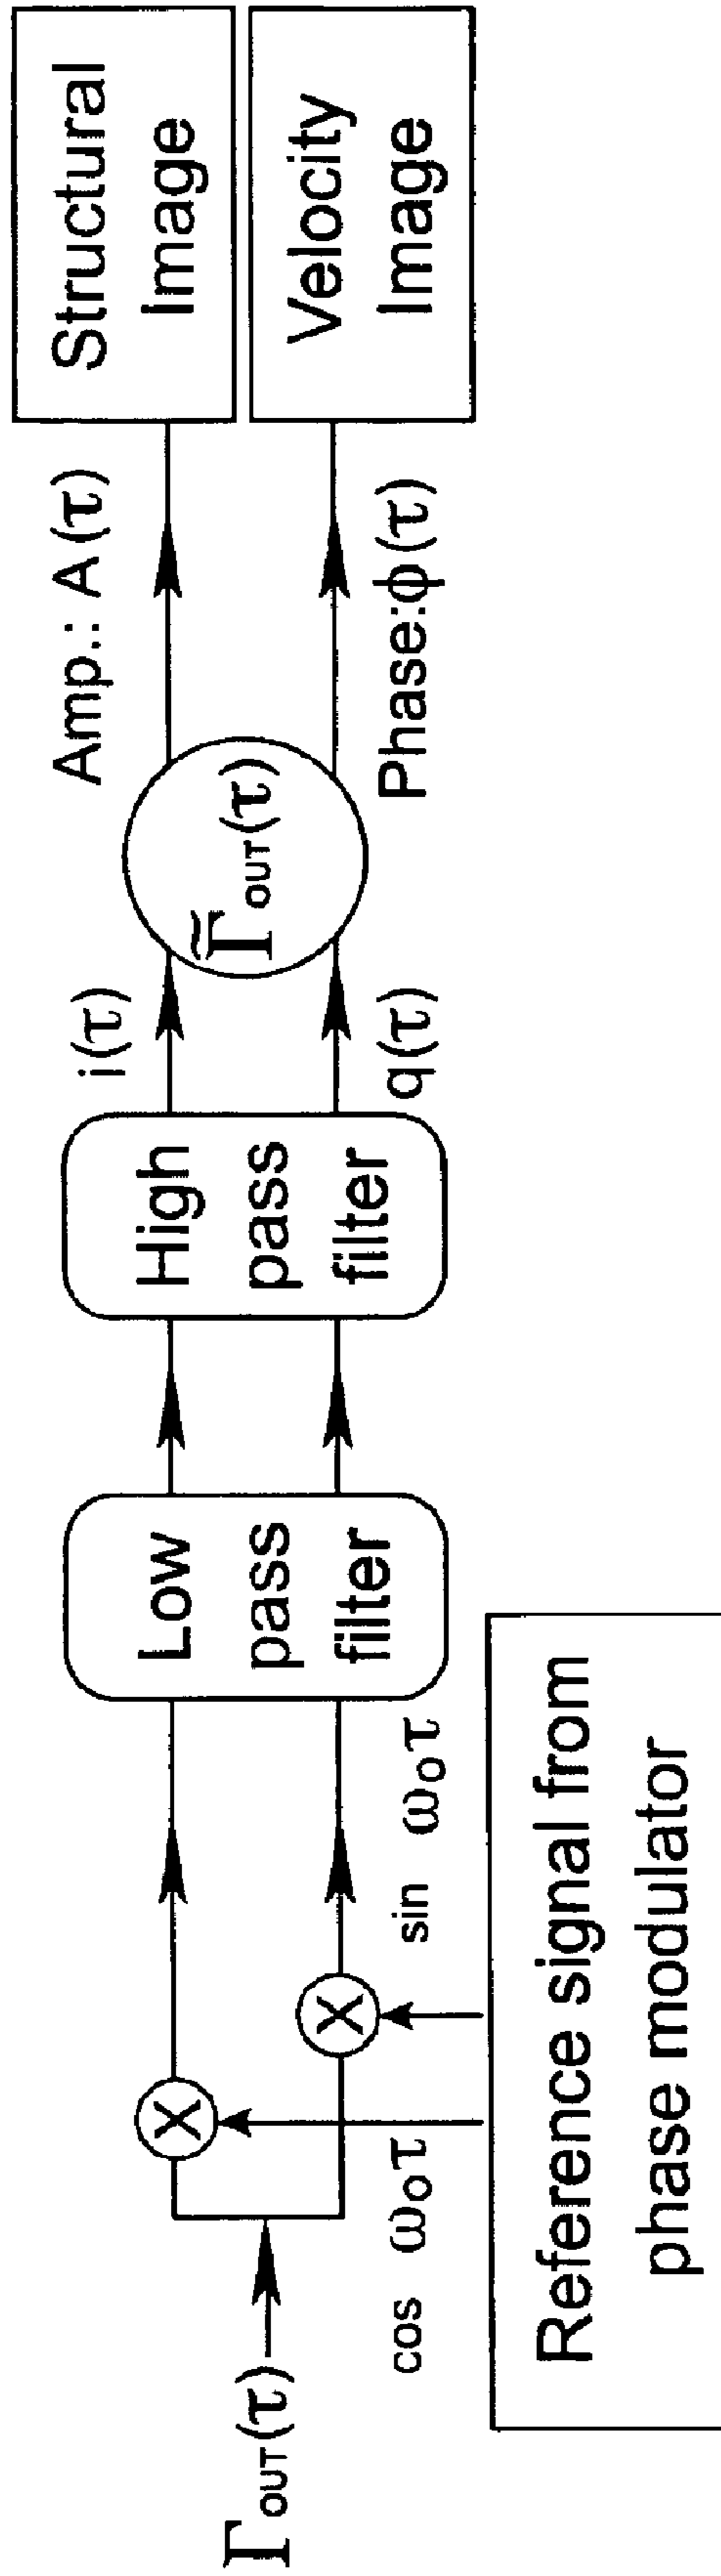 Γ OUT (τ)
cos ω₀τ
sin ω₀τ
Reference signal from
phase modulator
Low
pass
filter
High
pass
filter
i(τ)
q(τ)
Γ̃ OUT (τ)
Amp.: A(τ)
Phase:ϕ(τ)
Structural
Image
Velocity
Image
X
X